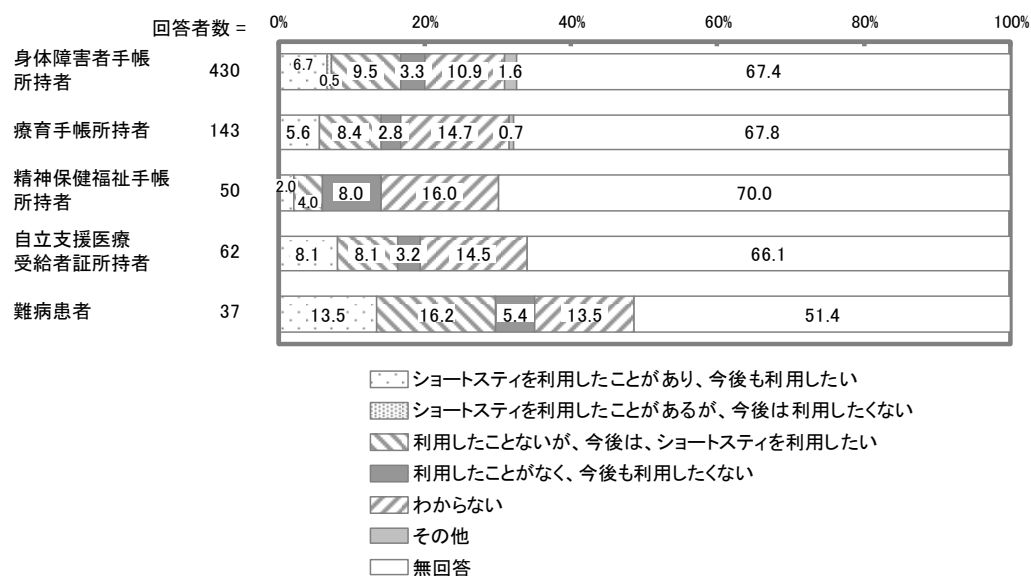 回答者数 =
0% 20% 40% 60% 80% 100%
身体障害者手帳
所持者
430
6.7 0.5 9.5 3.3 10.9 1.6 67.4
療育手帳所持者 143
5.6 8.4 2.8 14.7 0.7 67.8
精神保健福祉手帳
所持者
50
2.0 4.0 8.0 16.0 70.0
自立支援医療
受給者証所持者
62
8.1 8.1 3.2 14.5 66.1
難病患者 37
13.5 16.2 5.4 13.5 51.4
ショートスティを利用したことがあり、今後も利用したい
ショートスティを利用したことがあるが、今後は利用したくない
利用したことないが、今後は、ショートスティを利用したい
利用したことがなく、今後も利用したくない
わからない
その他
無回答